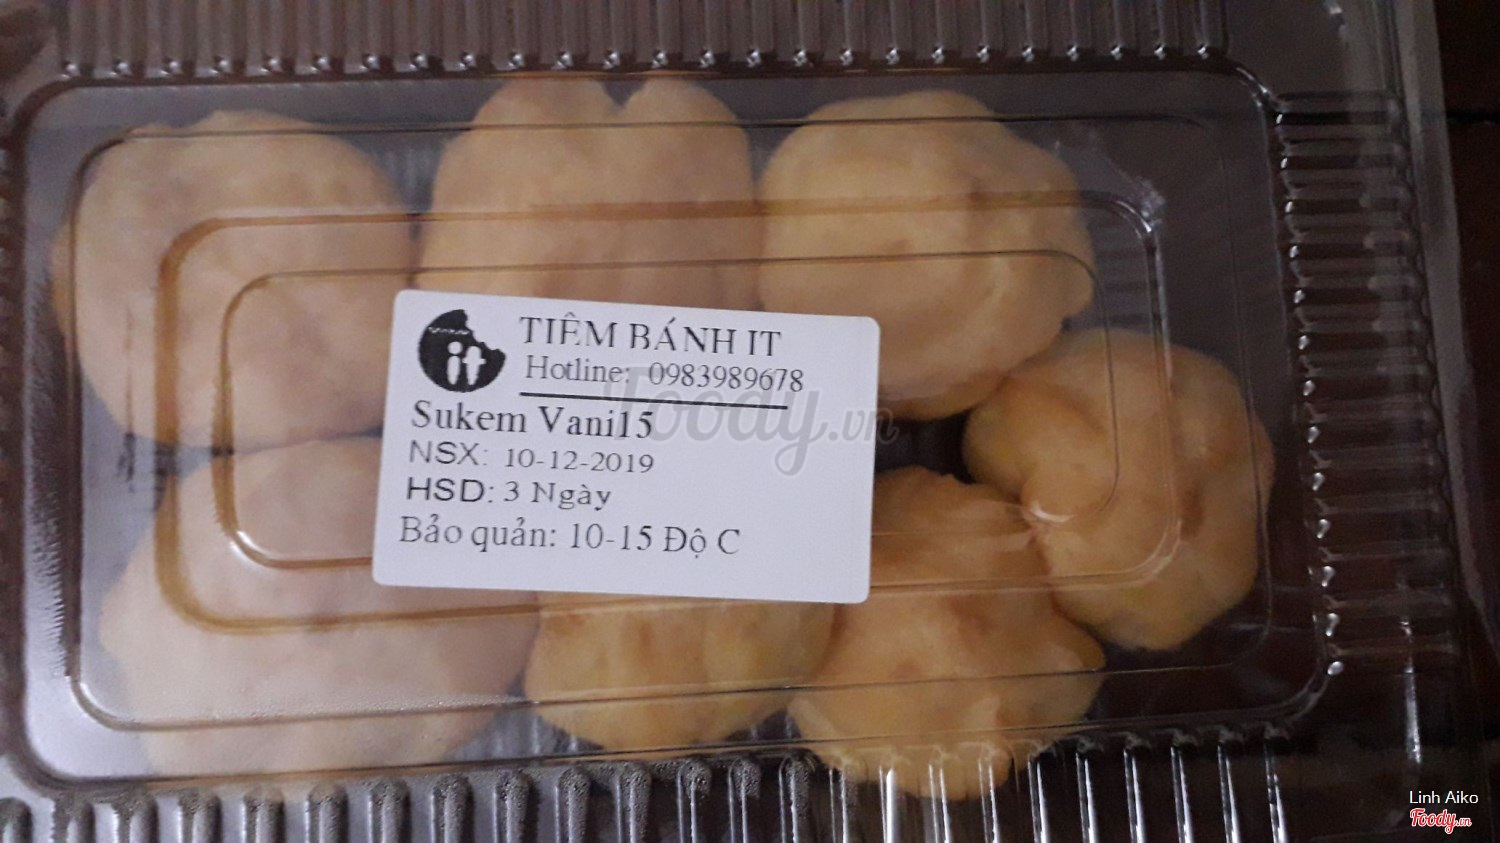 it
TIỆM BÁNH IT
Hotline: 0983989678
Sukem Vani15
NSX: 10-12-2019
HSD: 3 Ngày
Bảo quản: 10-15 Độ C
Foody.vn
Linh Aiko
Foody.vn